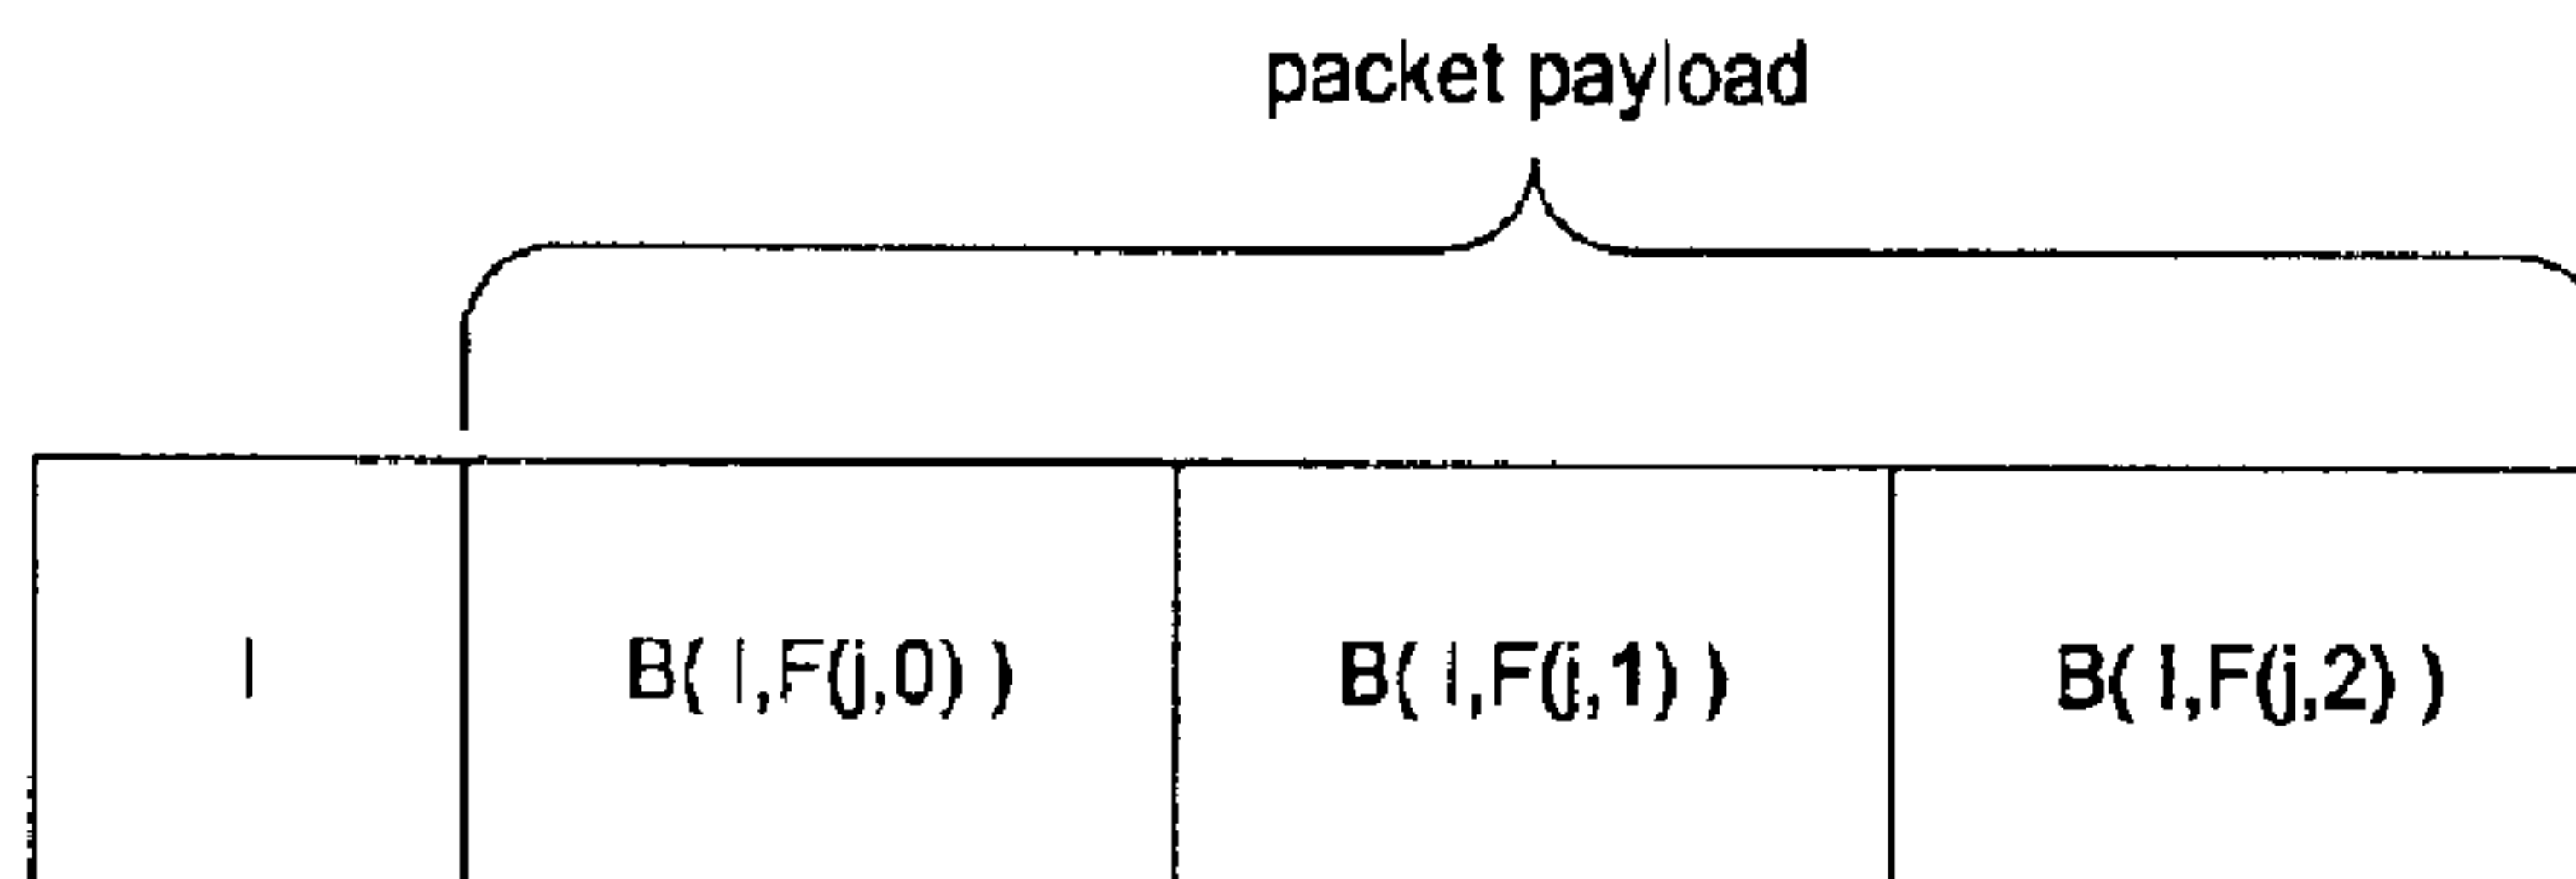 packet payload
I B( I,F(j,0) ) B( I,F(j,1) ) B( I,F(j,2) )